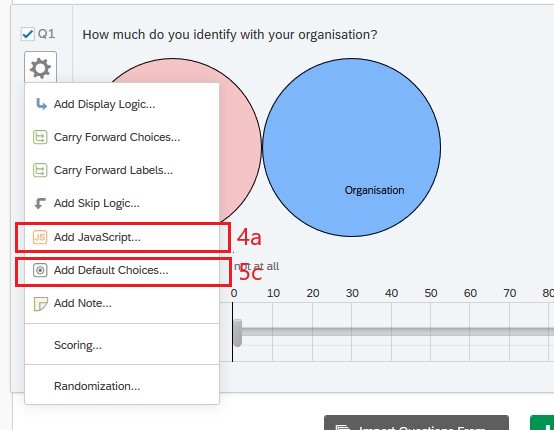 Q1
How much do you identify with your organisation?
Add Display Logic...
Carry Forward Choices...
Carry Forward Labels...
Organisation
Add Skip Logic...
JS Add JavaScript...
4a
not at all
Add Default Choices...
5c
0 10 20 30 40 50 60 70 80
Add Note...
Scoring...
Randomization...
Import Questions From...